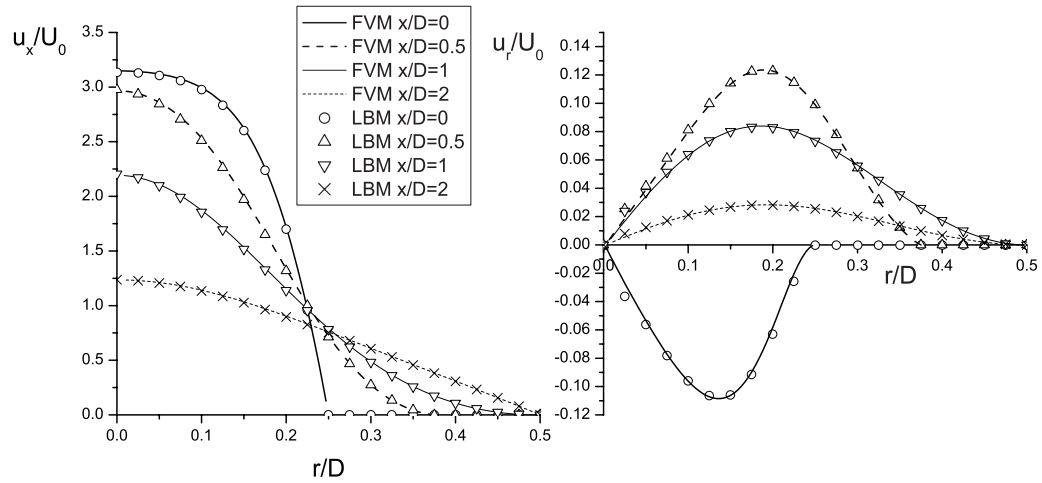 u_x/U_0
3.5
3.0
2.5
2.0
1.5
1.0
0.5
0.0
0.0 0.1 0.2 0.3 0.4 0.5
r/D
FVM x/D=0
FVM x/D=0.5
FVM x/D=1
FVM x/D=2
LBM x/D=0
LBM x/D=0.5
LBM x/D=1
LBM x/D=2
u_r/U_0
0.14
0.12
0.10
0.08
0.06
0.04
0.02
0.00
-0.02
-0.04
-0.06
-0.08
-0.10
-0.12
0.0 0.1 0.2 0.3 0.4 0.5
r/D